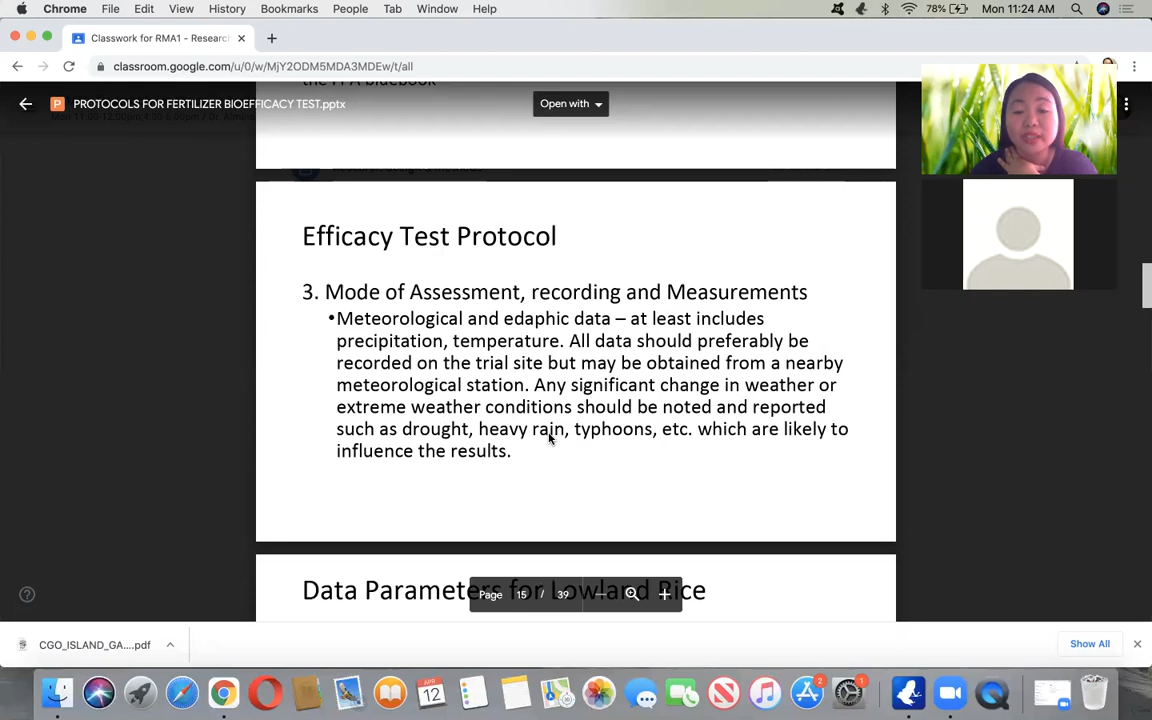 Chrome File Edit View History Bookmarks People Tab Window Help 78% Mon 11:24 AM
Classwork for RMA1 - Researc
classroom.google.com/u/0/w/MjY2ODM5MDA3MDEw/t/all
P PROTOCOLS FOR FERTILIZER BIOEFFICACY TEST.pptx Open with
Efficacy Test Protocol
3. Mode of Assessment, recording and Measurements
•Meteorological and edaphic data – at least includes
precipitation, temperature. All data should preferably be
recorded on the trial site but may be obtained from a nearby
meteorological station. Any significant change in weather or
extreme weather conditions should be noted and reported
such as drought, heavy rain, typhoons, etc. which are likely to
influence the results.
Data Parameters for Lowland Rice
Page 15 / 39
CGO_ISLAND_GA....pdf Show All
APR
12
2
1